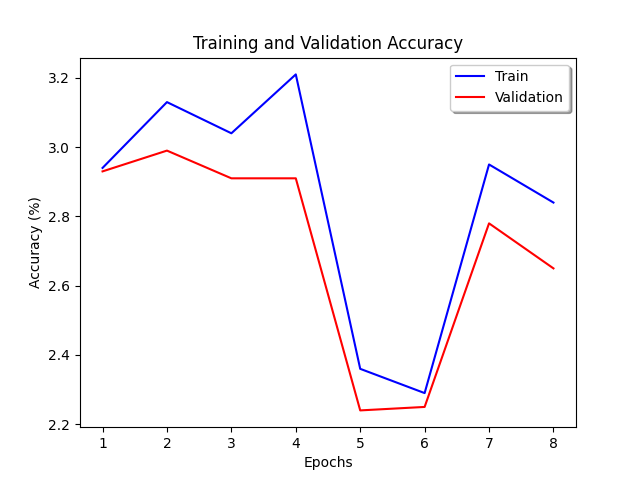 Training and Validation Accuracy
Train
Validation
Accuracy (%)
3.2
3.0
2.8
2.6
2.4
2.2
1 2 3 4 5 6 7 8
Epochs